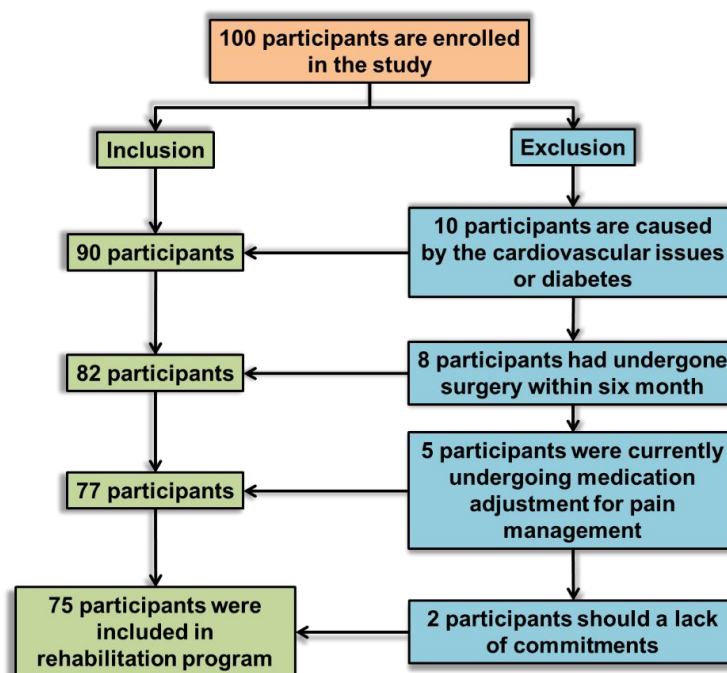 100 participants are enrolled
in the study
Inclusion
Exclusion
90 participants
10 participants are caused
by the cardiovascular issues
or diabetes
82 participants
8 participants had undergone
surgery within six month
77 participants
5 participants were currently
undergoing medication
adjustment for pain
management
75 participants were
included in
rehabilitation program
2 participants should a lack
of commitments